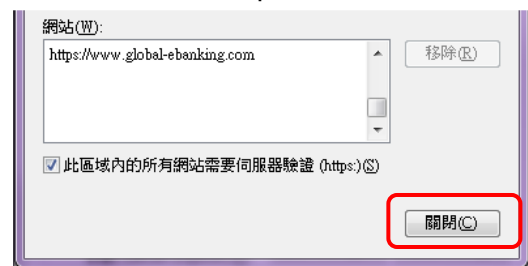 網站(W):
https://www.global-ebanking.com
移除(R)
此區域內的所有網站需要伺服器驗證 (https:)(S)
關閉(C)